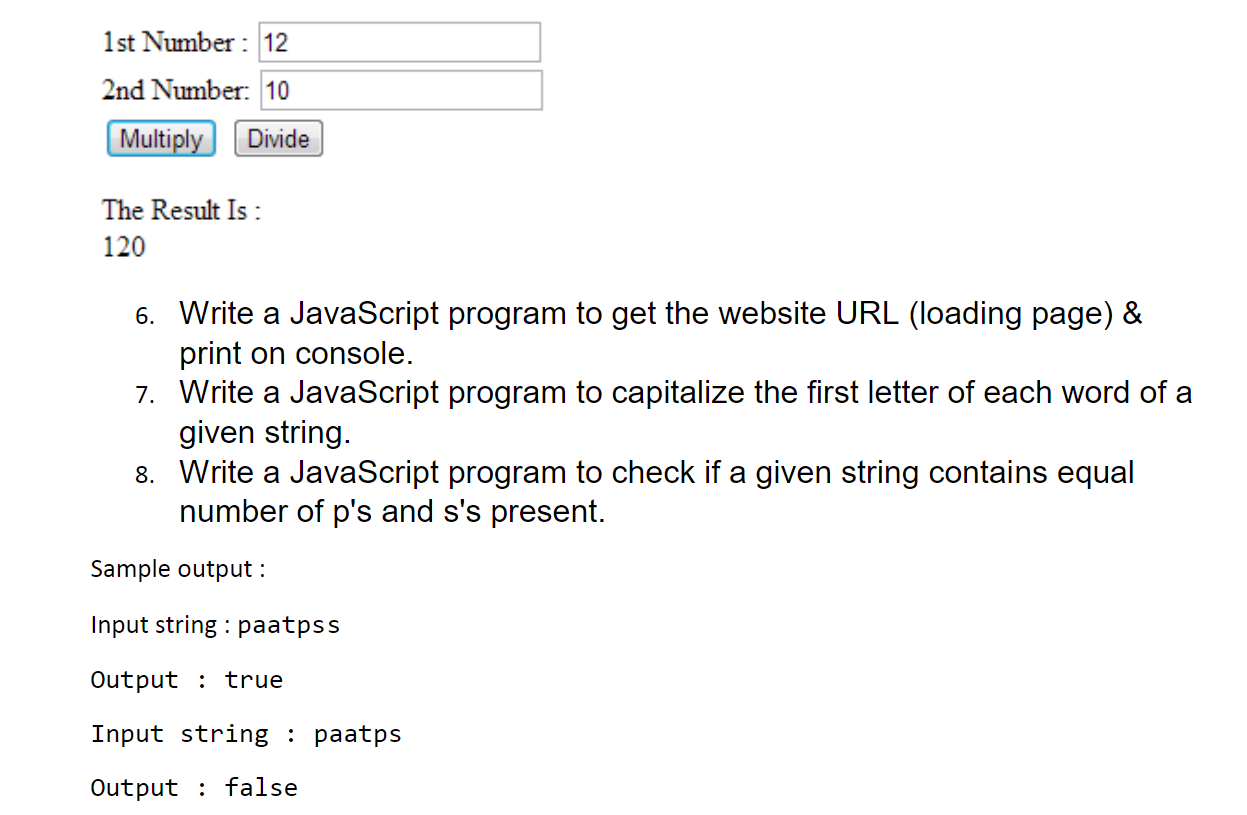 1st Number : 12
2nd Number: 10
Multiply Divide
The Result Is :
120
6. Write a JavaScript program to get the website URL (loading page) &
print on console.
7. Write a JavaScript program to capitalize the first letter of each word of a
given string.
8. Write a JavaScript program to check if a given string contains equal
number of p's and s's present.
Sample output :
Input string : paatpss
Output : true
Input string : paatps
Output : false